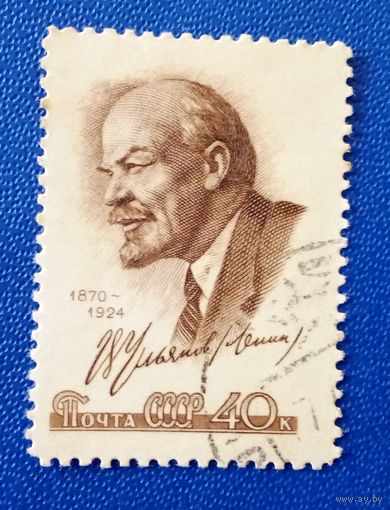 1870-
1924
В Ульянов (Ленин)
ПОЧТА СССР 40К
www.ay.by